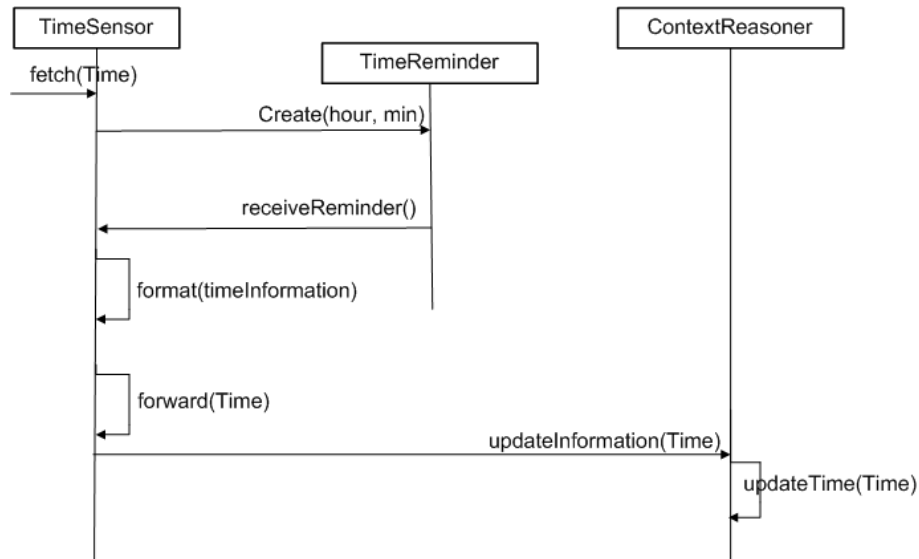 TimeSensor
ContextReasoner
TimeReminder
fetch(Time)
Create(hour, min)
receiveReminder()
format(timeInformation)
forward(Time)
updateInformation(Time)
updateTime(Time)